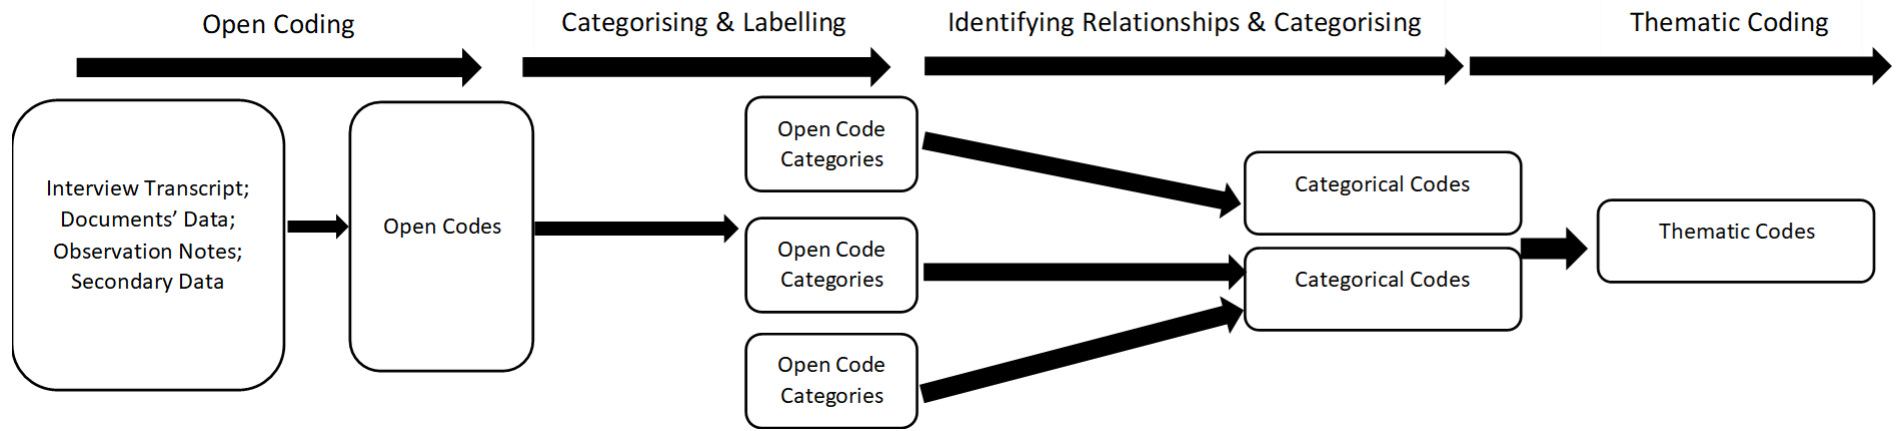 Open Coding
Categorising & Labelling
Identifying Relationships & Categorising
Thematic Coding
Interview Transcript;
Documents’ Data;
Observation Notes;
Secondary Data
Open Codes
Open Code
Categories
Open Code
Categories
Open Code
Categories
Categorical Codes
Categorical Codes
Thematic Codes